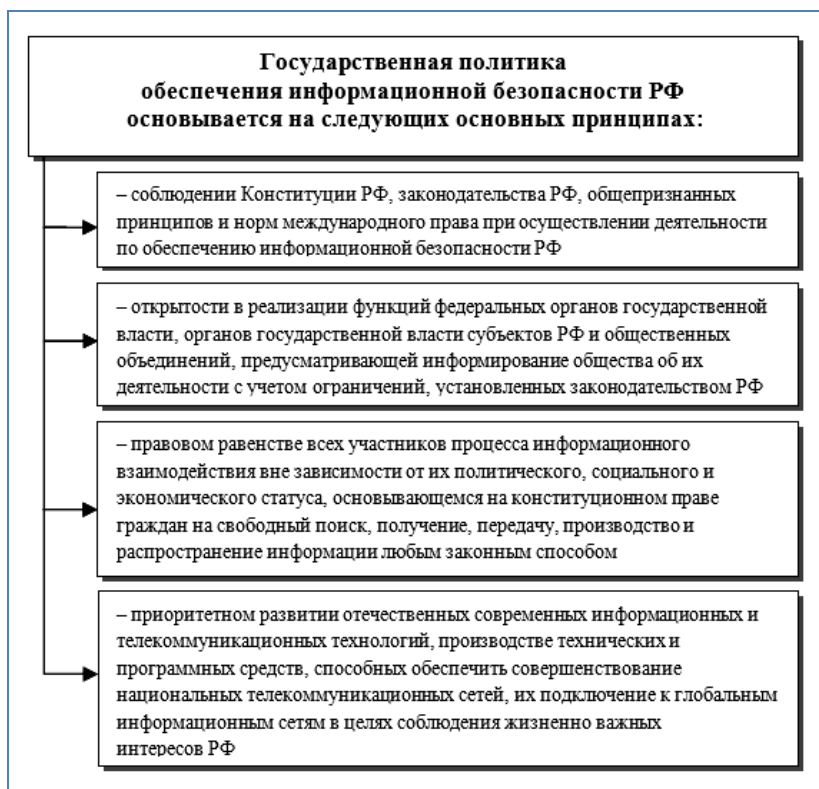 Государственная политика
обеспечения информационной безопасности РФ
основывается на следующих основных принципах:
– соблюдении Конституции РФ, законодательства РФ, общепризнанных
принципов и норм международного права при осуществлении деятельности
по обеспечению информационной безопасности РФ
– открытости в реализации функций федеральных органов государственной
власти, органов государственной власти субъектов РФ и общественных
объединений, предусматривающей информирование общества об их
деятельности с учетом ограничений, установленных законодательством РФ
– правовом равенстве всех участников процесса информационного
взаимодействия вне зависимости от их политического, социального и
экономического статуса, основывающемся на конституционном праве
граждан на свободный поиск, получение, передачу, производство и
распространение информации любым законным способом
– приоритетном развитии отечественных современных информационных и
телекоммуникационных технологий, производстве технических и
программных средств, способных обеспечить совершенствование
национальных телекоммуникационных сетей, их подключение к глобальным
информационным сетям в целях соблюдения жизненно важных
интересов РФ